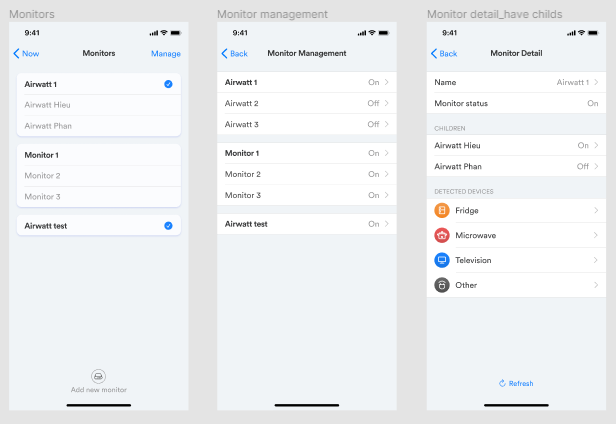 Monitors
9:41
Now Monitors Manage
Airwatt 1
Airwatt Hieu
Airwatt Phan
Monitor 1
Monitor 2
Monitor 3
Airwatt test
Add new monitor
Monitor management
9:41
Back Monitor Management
Airwatt 1 On
Airwatt 2 Off
Airwatt 3 Off
Monitor 1 On
Monitor 2 On
Monitor 3 On
Airwatt test On
Monitor detail_have childs
9:41
Back Monitor Detail
Name Airwatt 1
Monitor status On
CHILDREN
Airwatt Hieu On
Airwatt Phan Off
DETECTED DEVICES
Fridge
Microwave
Television
Other
Refresh